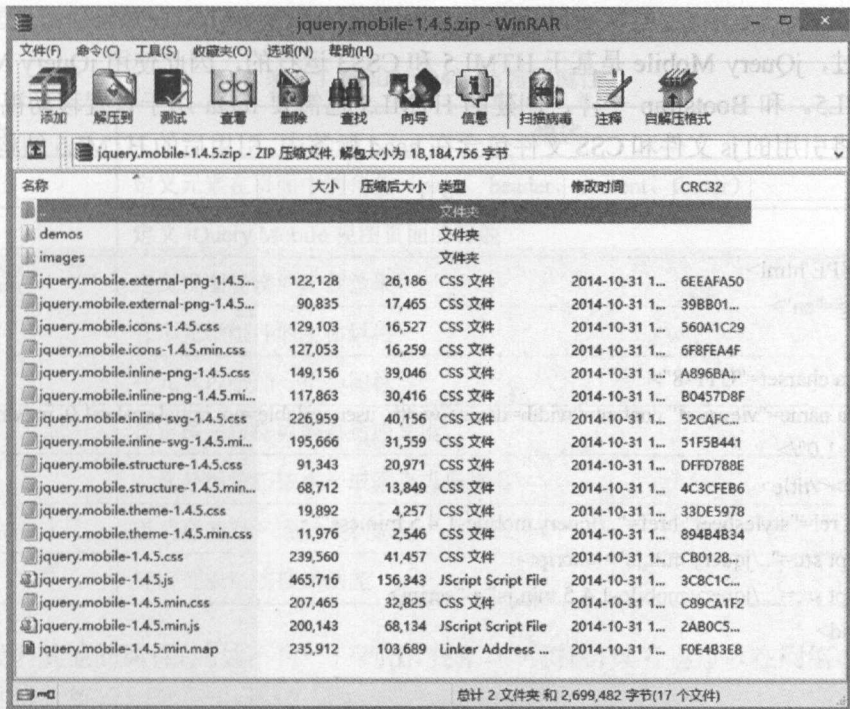 jquery.mobile-1.4.5.zip - WinRAR
文件(F) 命令(C) 工具(S) 收藏夹(O) 选项(N) 帮助(H)
添加 解压到 测试 查看 删除 查找 向导 信息 扫描病毒 注释 自解压格式
jquery.mobile-1.4.5.zip - ZIP 压缩文件, 解包大小为 18,184,756 字节
名称 大小 压缩后大小 类型 修改时间 CRC32
.. 文件夹
demos 文件夹
images 文件夹
jquery.mobile.external-png-1.4.5... 122,128 26,186 CSS 文件 2014-10-31 1... 6EEAFA50
jquery.mobile.external-png-1.4.5... 90,835 17,465 CSS 文件 2014-10-31 1... 39BB01...
jquery.mobile.icons-1.4.5.css 129,103 16,527 CSS 文件 2014-10-31 1... 560A1C29
jquery.mobile.icons-1.4.5.min.css 127,053 16,259 CSS 文件 2014-10-31 1... 6F8FFA4F
jquery.mobile.inline-png-1.4.5.css 149,156 39,046 CSS 文件 2014-10-31 1... A896BA...
jquery.mobile.inline-png-1.4.5.mi... 117,863 30,416 CSS 文件 2014-10-31 1... B0457D8F
jquery.mobile.inline-svg-1.4.5.css 226,959 40,156 CSS 文件 2014-10-31 1... 52CAFC...
jquery.mobile.inline-svg-1.4.5.mi... 195,666 31,559 CSS 文件 2014-10-31 1... 51F5B441
jquery.mobile.structure-1.4.5.css 91,343 20,971 CSS 文件 2014-10-31 1... DFFD788E
jquery.mobile.structure-1.4.5.min... 68,712 13,849 CSS 文件 2014-10-31 1... 4C3CFEB6
jquery.mobile.theme-1.4.5.css 19,892 4,257 CSS 文件 2014-10-31 1... 33DE5978
jquery.mobile.theme-1.4.5.min.css 11,976 2,546 CSS 文件 2014-10-31 1... 894B4B34
jquery.mobile-1.4.5.css 239,560 41,457 CSS 文件 2014-10-31 1... CB0128...
jquery.mobile-1.4.5.js 465,716 156,343 JScript Script File 2014-10-31 1... 3C8C1C...
jquery.mobile-1.4.5.min.css 207,465 32,825 CSS 文件 2014-10-31 1... C89CA1F2
jquery.mobile-1.4.5.min.js 200,143 68,134 JScript Script File 2014-10-31 1... 2AB0C5...
jquery.mobile-1.4.5.min.map 235,912 103,689 Linker Address ... 2014-10-31 1... F0E4B3E8
总计 2 文件夹 和 2,699,482 字节(17 个文件)